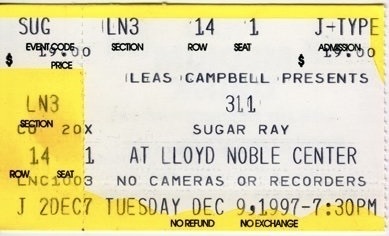 SUG LN3 14 1 J-TYPE
EVENT CODE SECTION ROW SEAT ADMISSION
$ 19.00 $ 19.00
PRICE
LEAS CAMPBELL PRESENTS
LN3 311
SECTION
CU 20X SUGAR RAY
14 1 AT LLOYD NOBLE CENTER
ROW SEAT
LNC1003 NO CAMERAS OR RECORDERS
J 2DEC7 TUESDAY DEC 9,1997-7:30PM
NO REFUND NO EXCHANGE